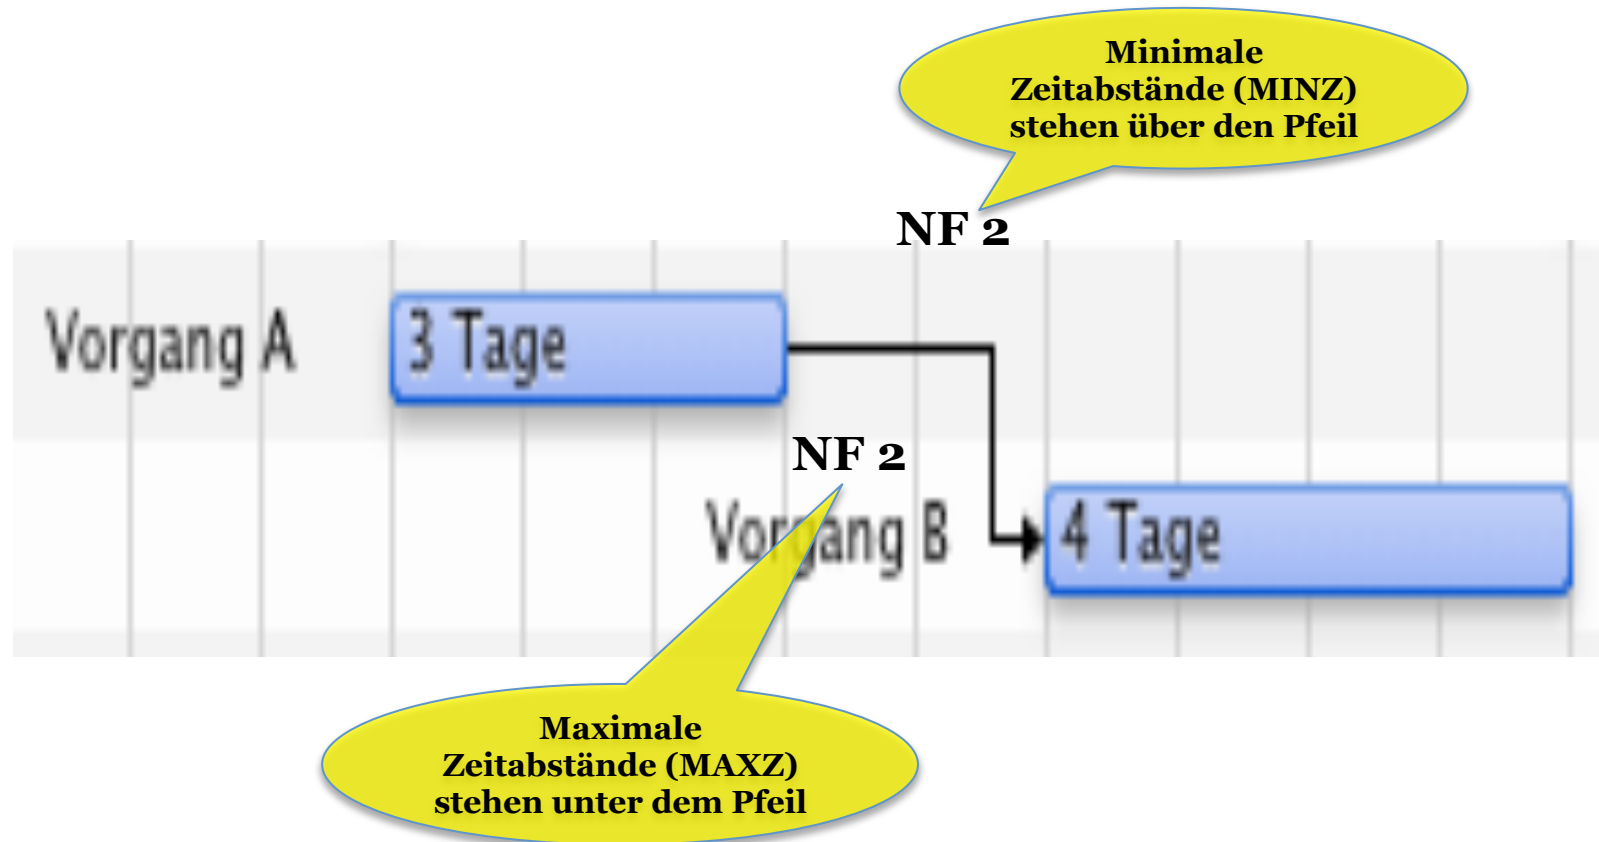 Minimale
Zeitabstände (MINZ)
stehen über den Pfeil
NF 2
Vorgang A
3 Tage
NF 2
Vorgang B
4 Tage
Maximale
Zeitabstände (MAXZ)
stehen unter dem Pfeil